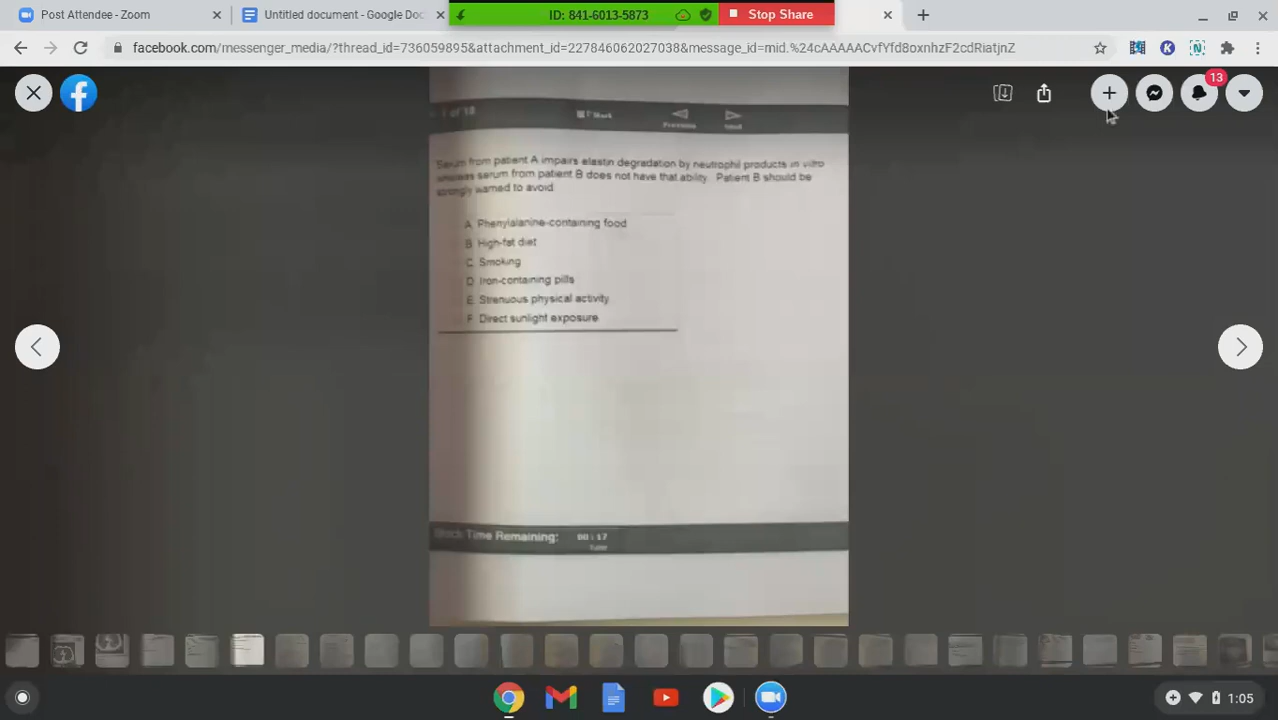 Post Attendee - Zoom
Untitled document - Google Doc
ID: 841-6013-5873
Stop Share
facebook.com/messenger_media/?thread_id=736059895&attachment_id=227846062027038&message_id=mid.%24cAAAAACvfYfd8oxnhzF2cdRiatjnZ
13
of 18
Mark
Previous
Next
Serum from patient A impairs elastin degradation by neutrophil products in vitro
whereas serum from patient B does not have that ability. Patient B should be
strongly warned to avoid
A Phenylalanine-containing food
B High-fat diet
C Smoking
D Iron-containing pills
E Strenuous physical activity
F Direct sunlight exposure
Block Time Remaining: 00:17
Tutor
1:05